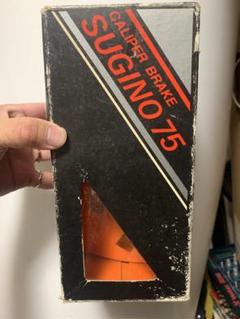 CALIPER BRAKE
SUGINO 75